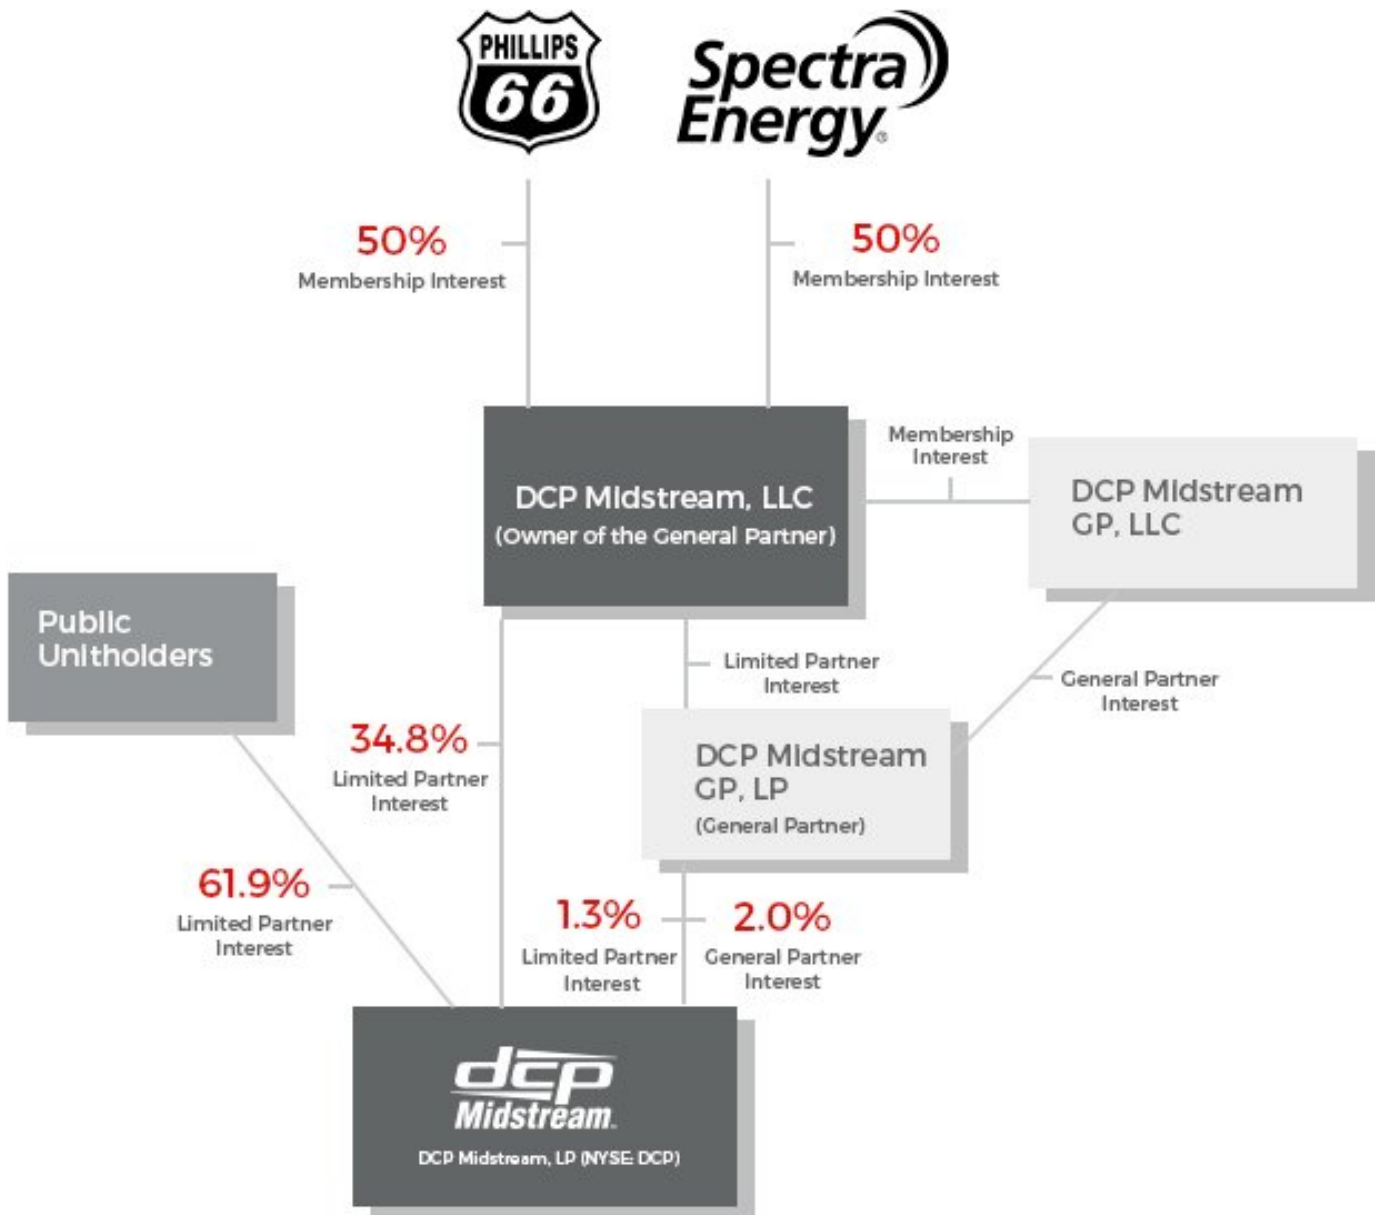 PHILLIPS
66
Spectra
Energy®
50%
Membership Interest
50%
Membership Interest
DCP Midstream, LLC
(Owner of the General Partner)
Membership
Interest
DCP Midstream
GP, LLC
Public
Unitholders
Limited Partner
Interest
General Partner
Interest
34.8%
Limited Partner
Interest
DCP Midstream
GP, LP
(General Partner)
61.9%
Limited Partner
Interest
1.3%
Limited Partner
Interest
2.0%
General Partner
Interest
dcp
Midstream.
DCP Midstream, LP (NYSE: DCP)